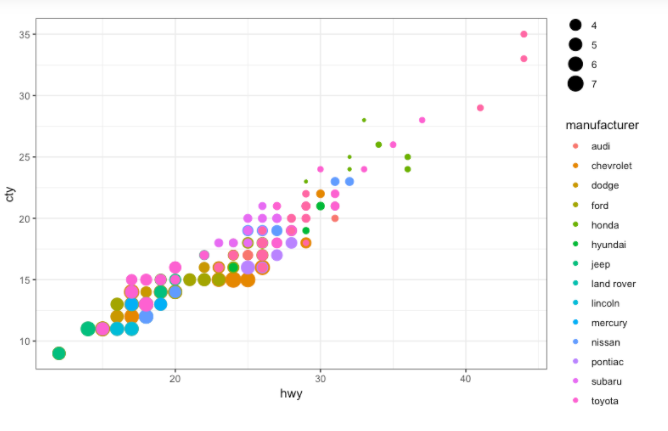 35
30
25
20
15
10
cty
20
30
40
hwy
4
5
6
7
manufacturer
audi
chevrolet
dodge
ford
honda
hyundai
jeep
land rover
lincoln
mercury
nissan
pontiac
subaru
toyota